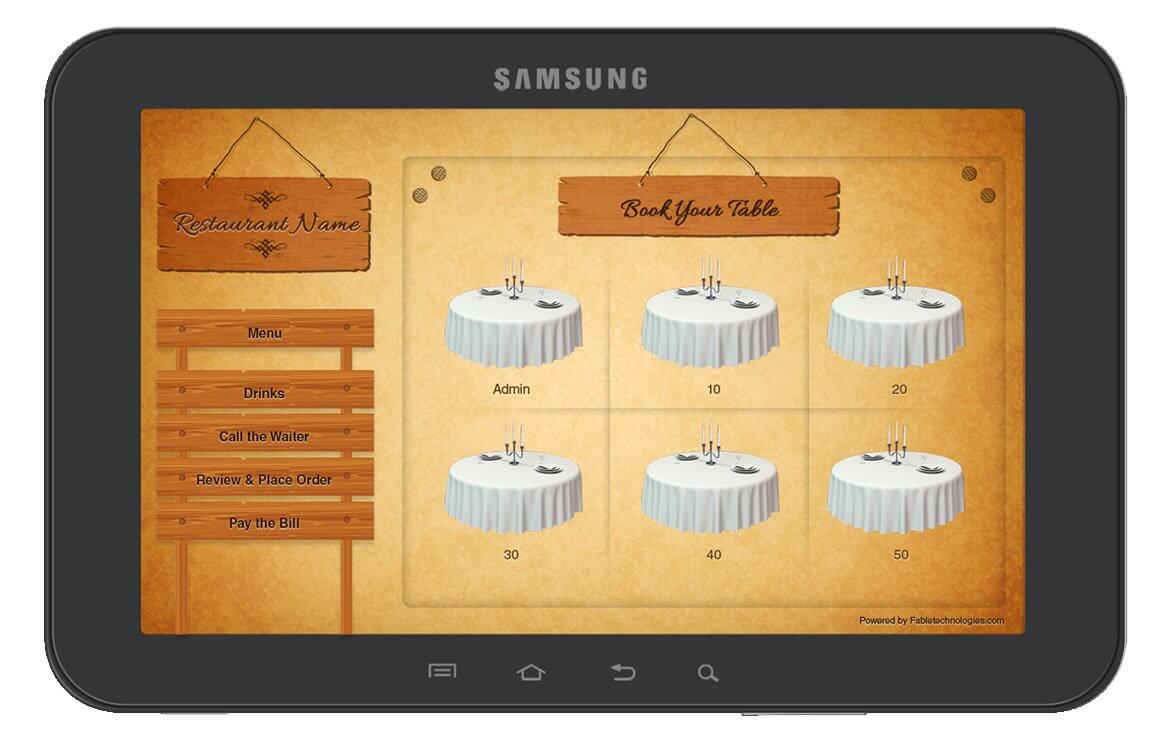 SAMSUNG
Restaurant Name
Book Your Table
Menu
Drinks
Call the Waiter
Review & Place Order
Pay the Bill
Admin
10
20
30
40
50
Powered by Fabletechnologies.com